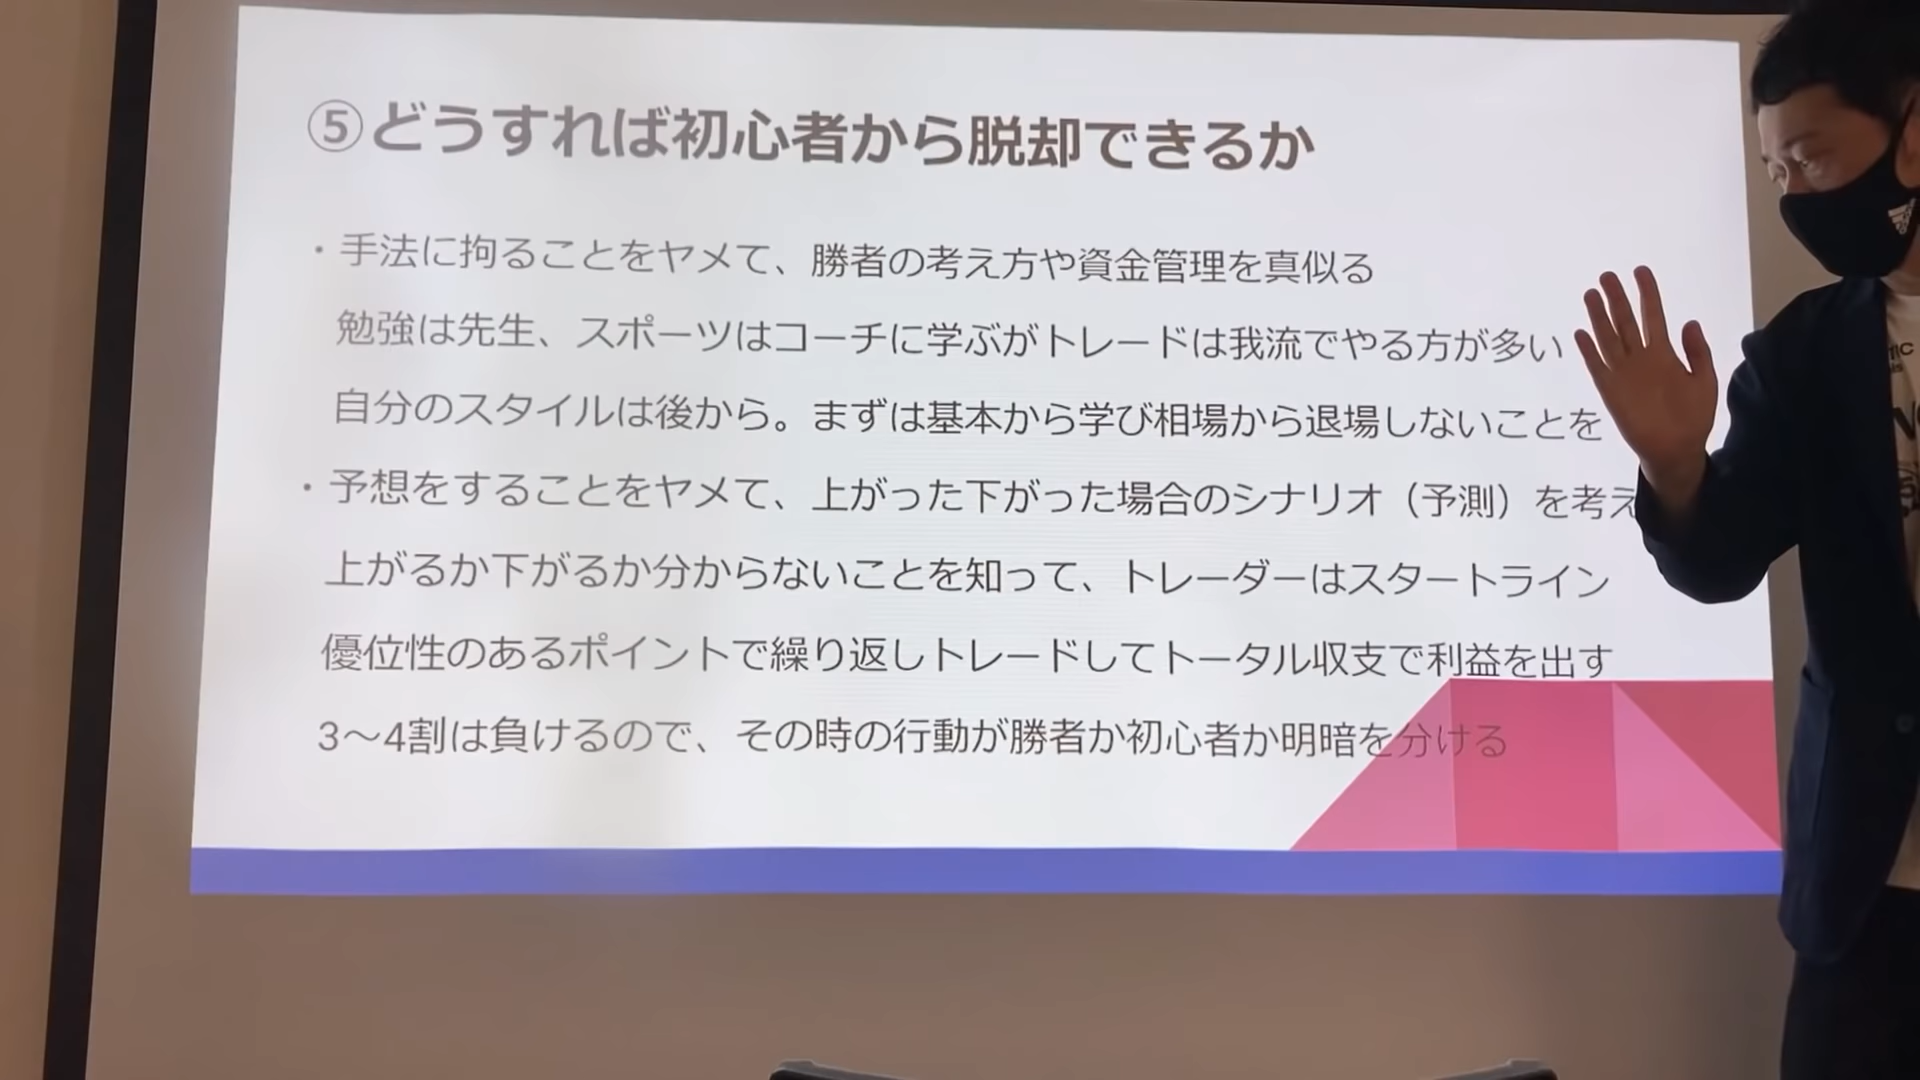 ⑤どうすれば初心者から脱却できるか
・手法に拘ることをヤメて、勝者の考え方や資金管理を真似る
勉強は先生、スポーツはコーチに学ぶがトレードは我流でやる方が多い
自分のスタイルは後から。まずは基本から学び相場から退場しないことを
・予想をすることをヤメて、上がった下がった場合のシナリオ（予測）を考え
上がるか下がるか分からないことを知って、トレーダーはスタートライン
優位性のあるポイントで繰り返しトレードしてトータル収支で利益を出す
3～4割は負けるので、その時の行動が勝者か初心者か明暗を分ける